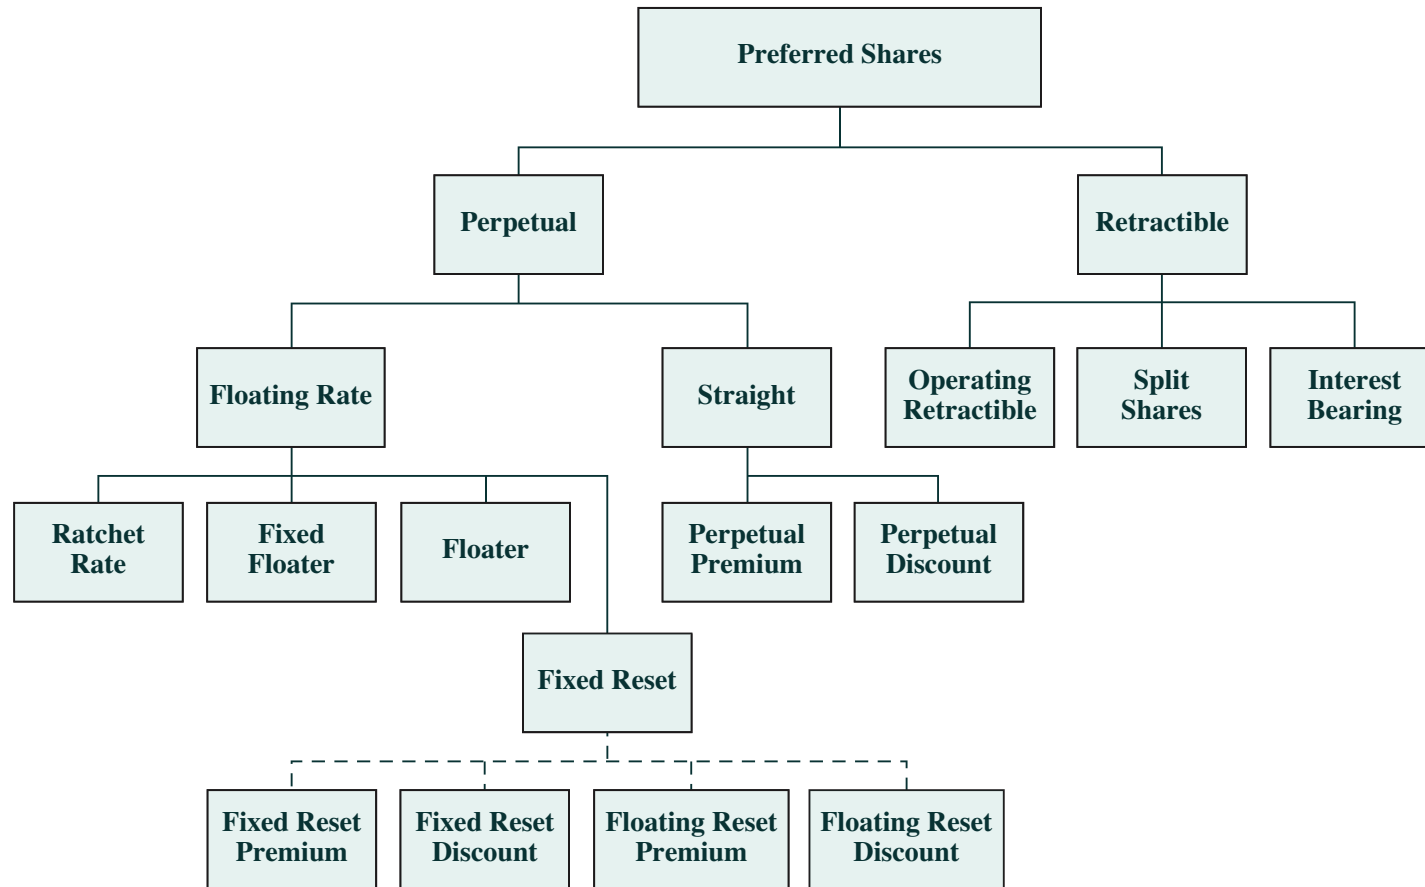 Preferred Shares
Perpetual
Retractible
Floating Rate
Straight
Operating
Retractible
Split
Shares
Interest
Bearing
Ratchet
Rate
Fixed
Floater
Floater
Perpetual
Premium
Perpetual
Discount
Fixed Reset
Fixed Reset
Premium
Fixed Reset
Discount
Floating Reset
Premium
Floating Reset
Discount